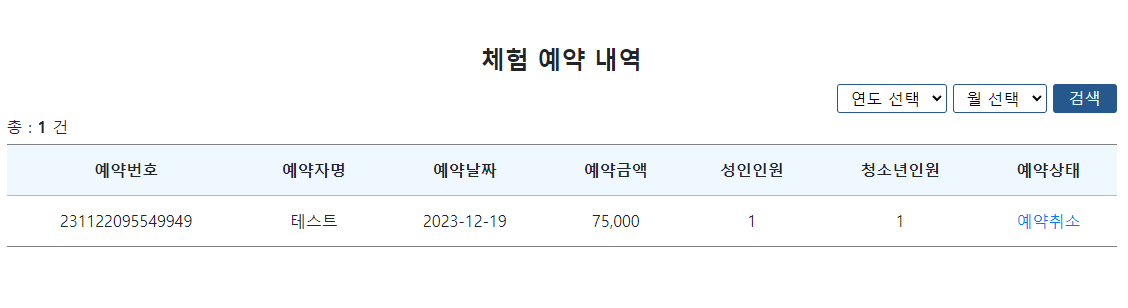 체험 예약 내역
연도 선택 월 선택 검색
총 : 1 건
예약번호 예약자명 예약날짜 예약금액 성인인원 청소년인원 예약상태
231122095549949 테스트 2023-12-19 75,000 1 1 예약취소